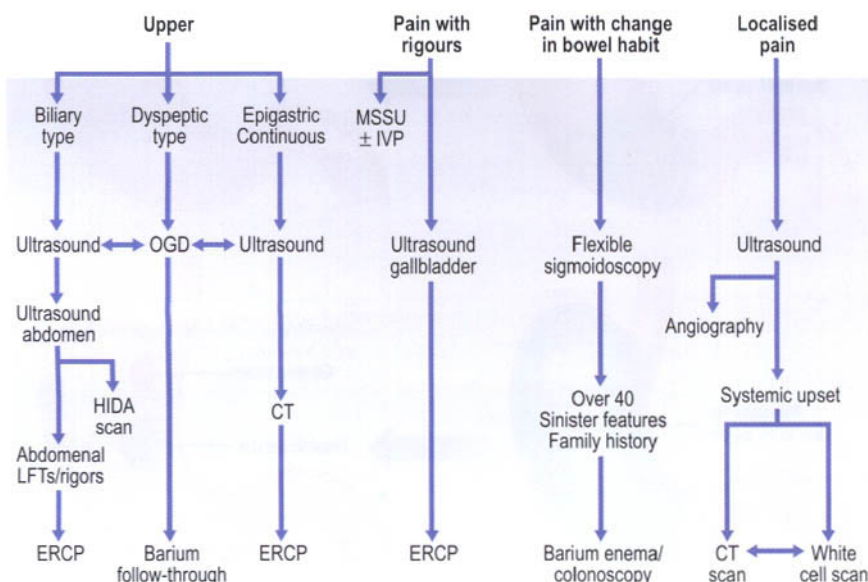 Upper
Pain with
rigours
Pain with change
in bowel habit
Localised
pain
Biliary
type
Dyspeptic
type
Epigastric
Continuous
MSSU
± IVP
Ultrasound
OGD
Ultrasound
Ultrasound
gallbladder
Flexible
sigmoidoscopy
Ultrasound
Ultrasound
abdomen
Angiography
HIDA
scan
CT
Over 40
Sinister features
Family history
Systemic upset
Abdomenal
LFTs/rigors
ERCP
Barium
follow-through
ERCP
ERCP
Barium enema/
colonoscopy
CT
scan
White
cell scan